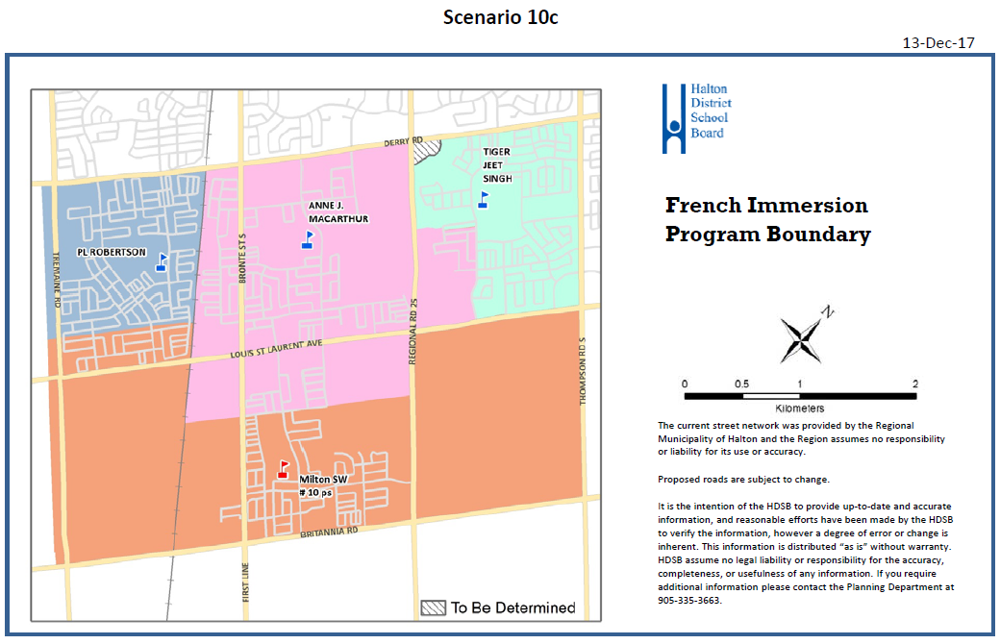 Scenario 10c
13-Dec-17
Halton
District
School
Board
French Immersion
Program Boundary
DERRY RD
TIGER
JEET
SINGH
ANNE J.
MACARTHUR
PL ROBERTSON
TREMAINE RD
BRONTE ST S
REGIONAL RD 25
LOUIS ST LAURENT AVE
THOMPSON RD S
Milton SW
# 10 ps
BRITANNIA RD
FIRST LINE
To Be Determined
N
0 0.5 1 2
Kilometers
The current street network was provided by the Regional
Municipality of Halton and the Region assumes no responsibility
or liability for its use or accuracy.
Proposed roads are subject to change.
It is the intention of the HDSB to provide up-to-date and accurate
information, and reasonable efforts have been made by the HDSB
to verify the information, however a degree of error or change is
inherent. This information is distributed “as is” without warranty.
HDSB assume no legal liability or responsibility for the accuracy,
completeness, or usefulness of any information. If you require
additional information please contact the Planning Department at
905-335-3663.